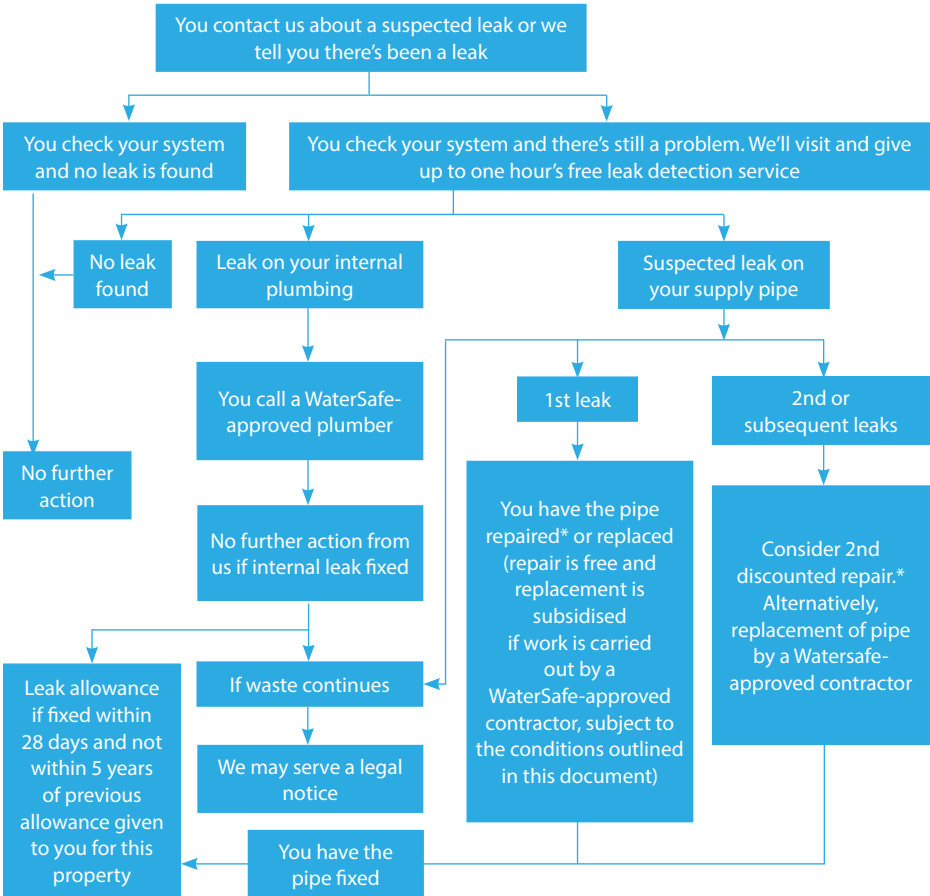 You contact us about a suspected leak or we
tell you there's been a leak
You check your system
and no leak is found
You check your system and there's still a problem. We'll visit and give
up to one hour's free leak detection service
No leak
found
Leak on your internal
plumbing
Suspected leak on
your supply pipe
You call a WaterSafe-
approved plumber
1st leak
2nd or
subsequent leaks
No further
action
No further action from
us if internal leak fixed
You have the pipe
repaired* or replaced
(repair is free and
replacement is
subsidised
if work is carried
out by a
WaterSafe-approved
contractor, subject to
the conditions outlined
in this document)
Consider 2nd
discounted repair.*
Alternatively,
replacement of pipe
by a Watersafe-
approved contractor
Leak allowance
if fixed within
28 days and not
within 5 years
of previous
allowance given
to you for this
property
If waste continues
We may serve a legal
notice
You have the
pipe fixed